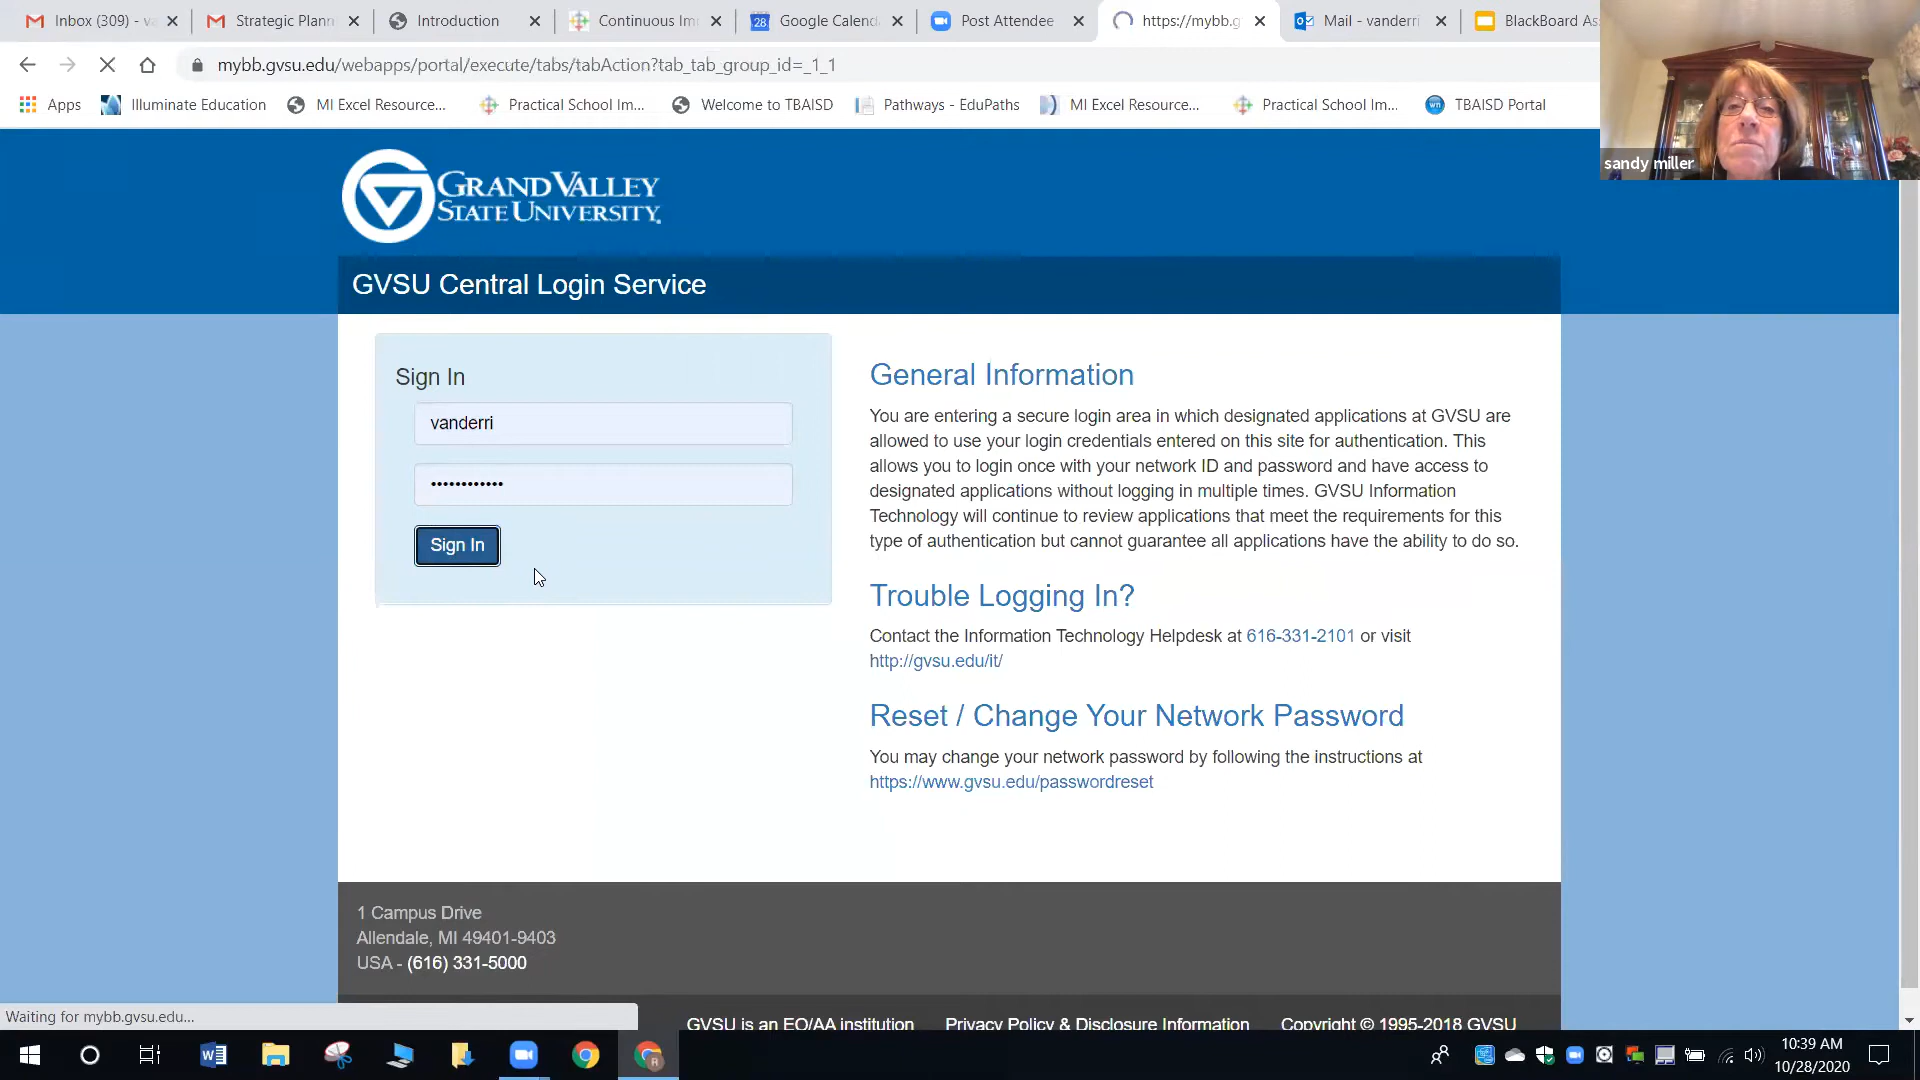 Inbox (309) - v
Strategic Plann
Introduction
Continuous Im
Google Calend
Post Attendee
https://mybb.g
Mail - vanderri
BlackBoard As
mybb.gvsu.edu/webapps/portal/execute/tabs/tabAction?tab_tab_group_id=_1_1
Apps
Illuminate Education
MI Excel Resource...
Practical School Im...
Welcome to TBAISD
Pathways - EduPaths
MI Excel Resource...
Practical School Im...
TBAISD Portal
sandy miller
GRAND VALLEY
STATE UNIVERSITY.
GVSU Central Login Service
Sign In
vanderri
••••••••••••
Sign In
General Information
You are entering a secure login area in which designated applications at GVSU are
allowed to use your login credentials entered on this site for authentication. This
allows you to login once with your network ID and password and have access to
designated applications without logging in multiple times. GVSU Information
Technology will continue to review applications that meet the requirements for this
type of authentication but cannot guarantee all applications have the ability to do so.
Trouble Logging In?
Contact the Information Technology Helpdesk at 616-331-2101 or visit
http://gvsu.edu/it/
Reset / Change Your Network Password
You may change your network password by following the instructions at
https://www.gvsu.edu/passwordreset
1 Campus Drive
Allendale, MI 49401-9403
USA - (616) 331-5000
Waiting for mybb.gvsu.edu...
GVSU is an EO/AA institution
Privacy Policy & Disclosure Information
Copyright © 1995-2018 GVSU
10:39 AM
10/28/2020